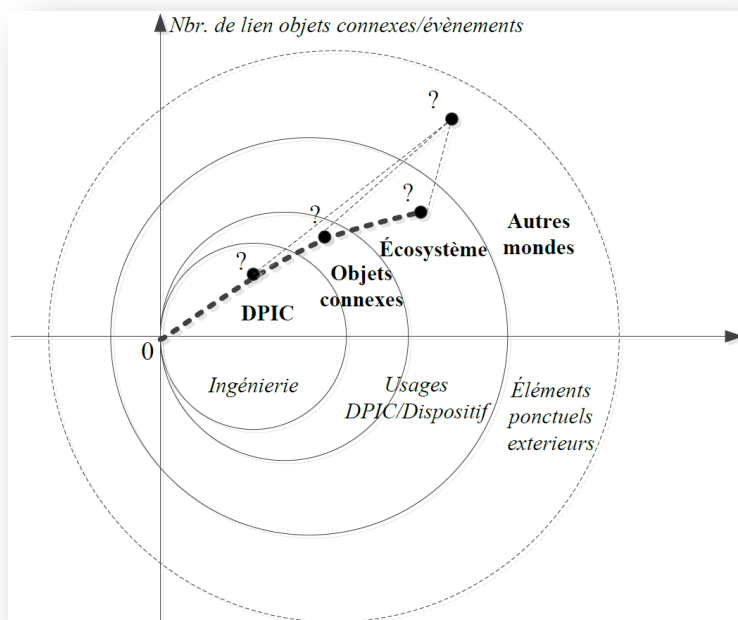 Nbr. de lien objets connexes/évènements
?
?
?
Autres
mondes
?
Écosystème
?
Objets
connexes
DPIC
0
Ingénierie
Usages
DPIC/Dispositif
Éléments
ponctuels
exterieurs